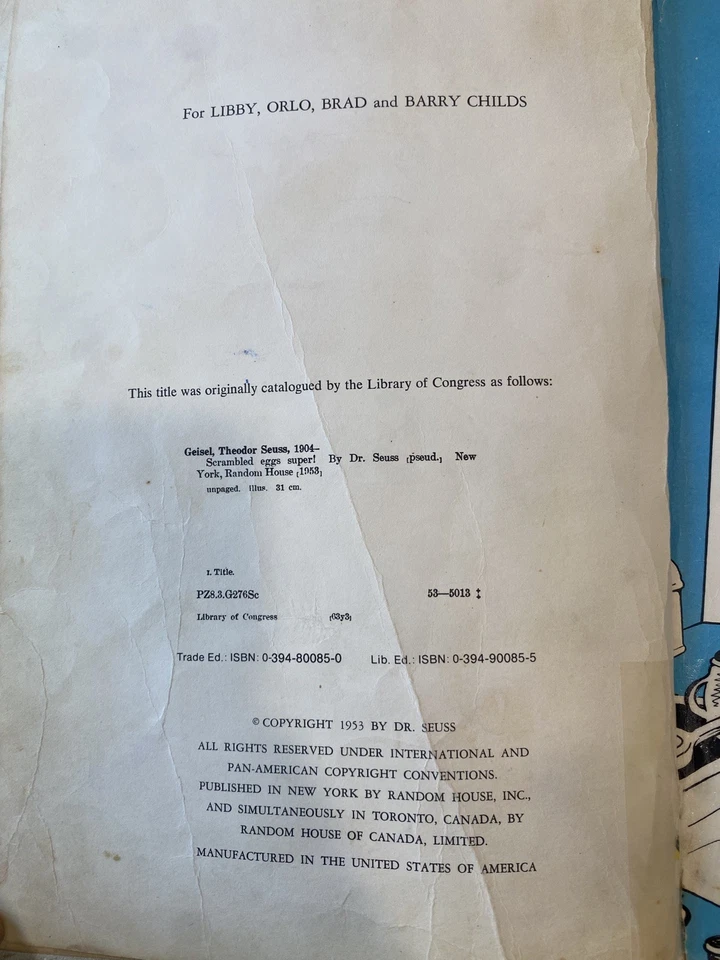 For LIBBY, ORLO, BRAD and BARRY CHILDS
This title was originally catalogued by the Library of Congress as follows:
Geisel, Theodor Seuss, 1904–
Scrambled eggs super! By Dr. Seuss [pseud.] New
York, Random House [1953]
unpaged. illus. 31 cm.
I. Title.
PZ8.3.G276Sc 53—5013 ‡
Library of Congress [63y3]
Trade Ed.: ISBN: 0-394-80085-0 Lib. Ed.: ISBN: 0-394-90085-5
© COPYRIGHT 1953 BY DR. SEUSS
ALL RIGHTS RESERVED UNDER INTERNATIONAL AND
PAN-AMERICAN COPYRIGHT CONVENTIONS.
PUBLISHED IN NEW YORK BY RANDOM HOUSE, INC.,
AND SIMULTANEOUSLY IN TORONTO, CANADA, BY
RANDOM HOUSE OF CANADA, LIMITED.
MANUFACTURED IN THE UNITED STATES OF AMERICA